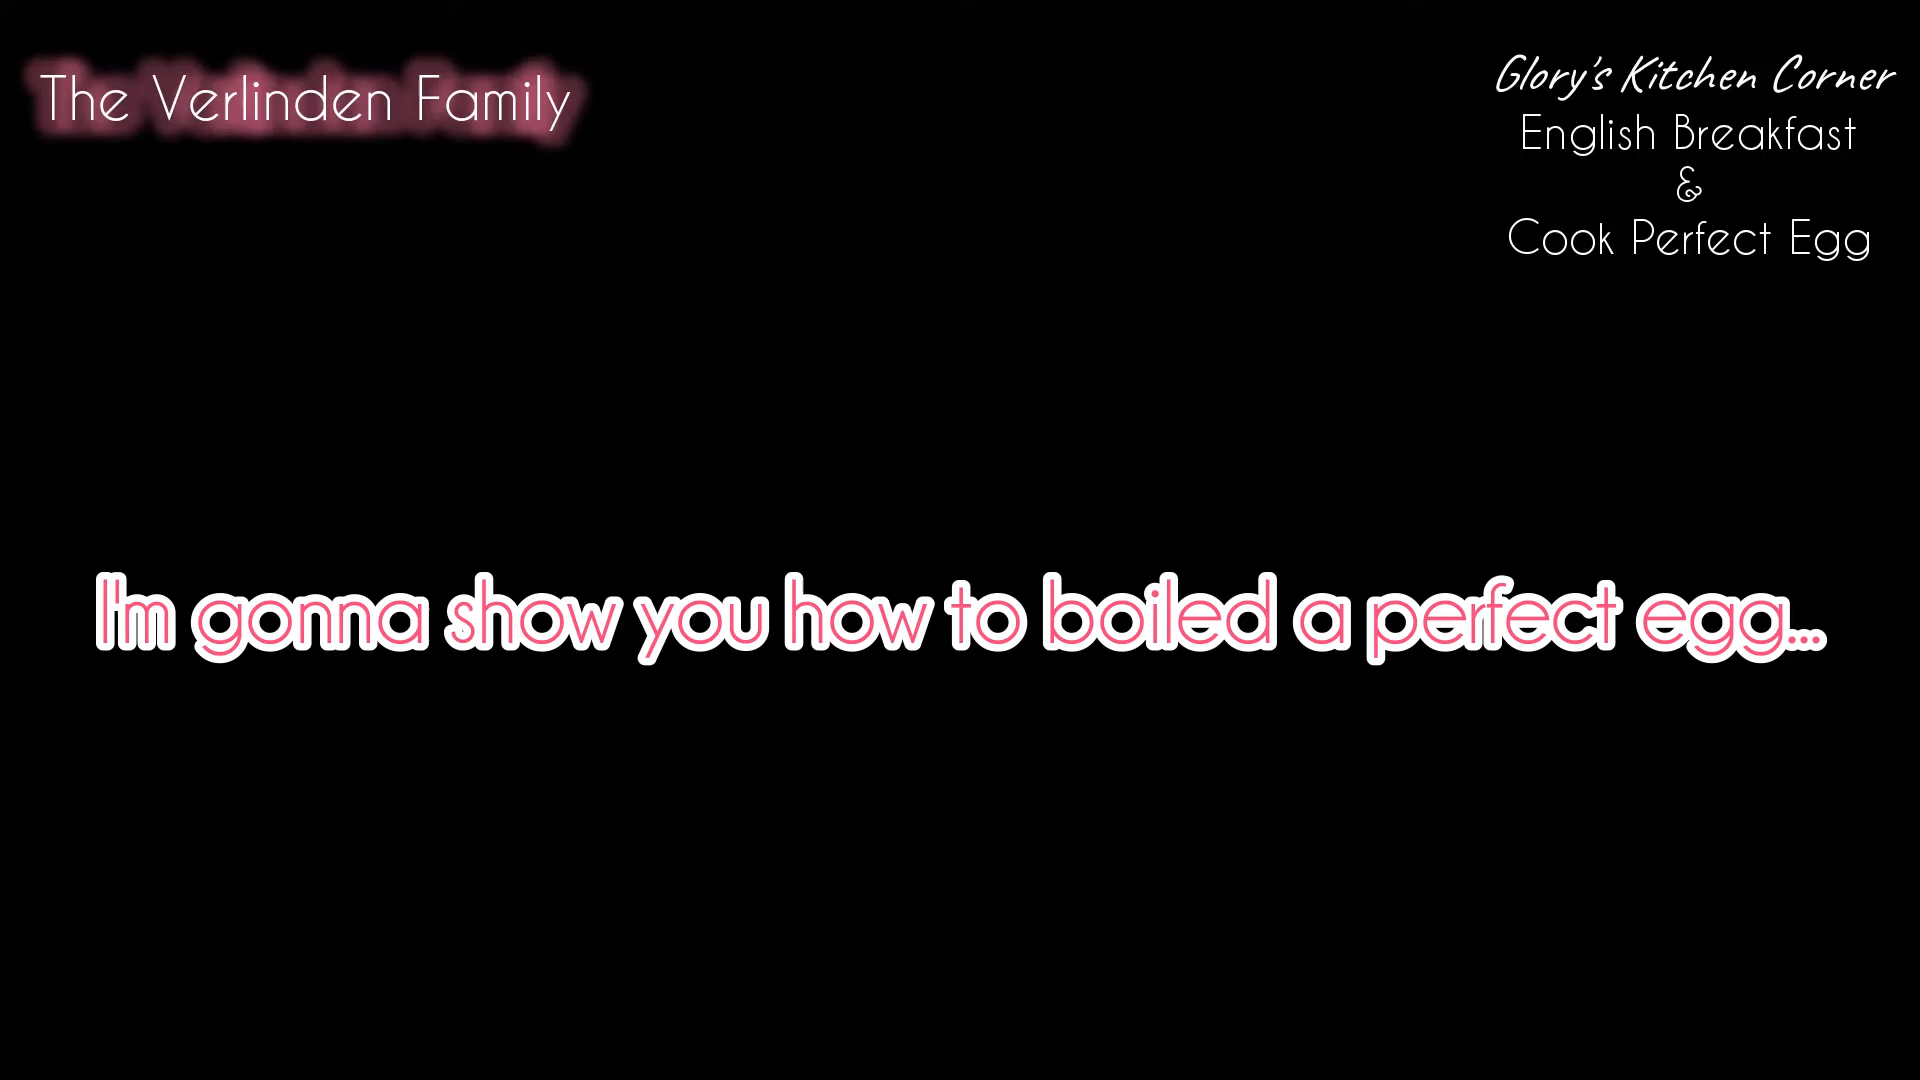 The Verlinden Family
Glory's Kitchen Corner
English Breakfast
&
Cook Perfect Egg
I'm gonna show you how to boiled a perfect egg...